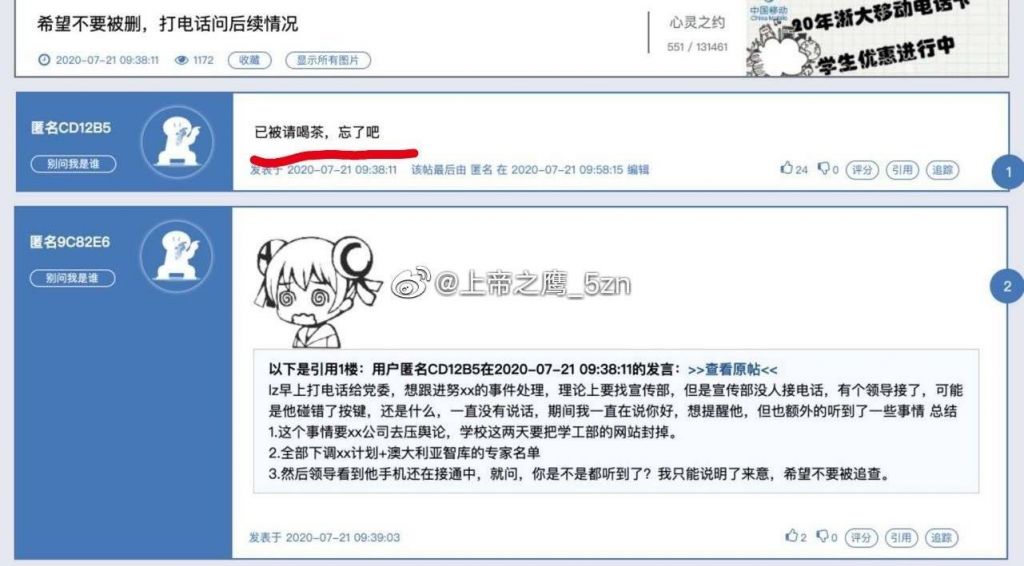 希望不要被删，打电话问后续情况
2020-07-21 09:38:11 1172 收藏 显示所有图片
心灵之约
551 / 131461
中国移动
China Mobile
20年浙大移动电话卡
学生优惠进行中
匿名CD12B5
别问我是谁
已被请喝茶，忘了吧
发表于 2020-07-21 09:38:11 该帖最后由 匿名 在 2020-07-21 09:58:15 编辑
24 0 评分 引用 追踪
1
匿名9C82E6
别问我是谁
@上帝之鹰_5zn
2
以下是引用1楼：用户匿名CD12B5在2020-07-21 09:38:11的发言：>>查看原帖<<
lz早上打电话给党委，想跟进努xx的事件处理，理论上要找宣传部，但是宣传部没人接电话，有个领导接了，可能
是他碰错了按键，还是什么，一直没有说话，期间我一直在说你好，想提醒他，但也额外的听到了一些事情 总结
1.这个事情要xx公司去压舆论，学校这两天要把学工部的网站封掉。
2.全部下调xx计划+澳大利亚智库的专家名单
3.然后领导看到他手机还在接通中，就问，你是不是都听到了？我只能说明了来意，希望不要被追查。
发表于 2020-07-21 09:39:03
2 0 评分 引用 追踪